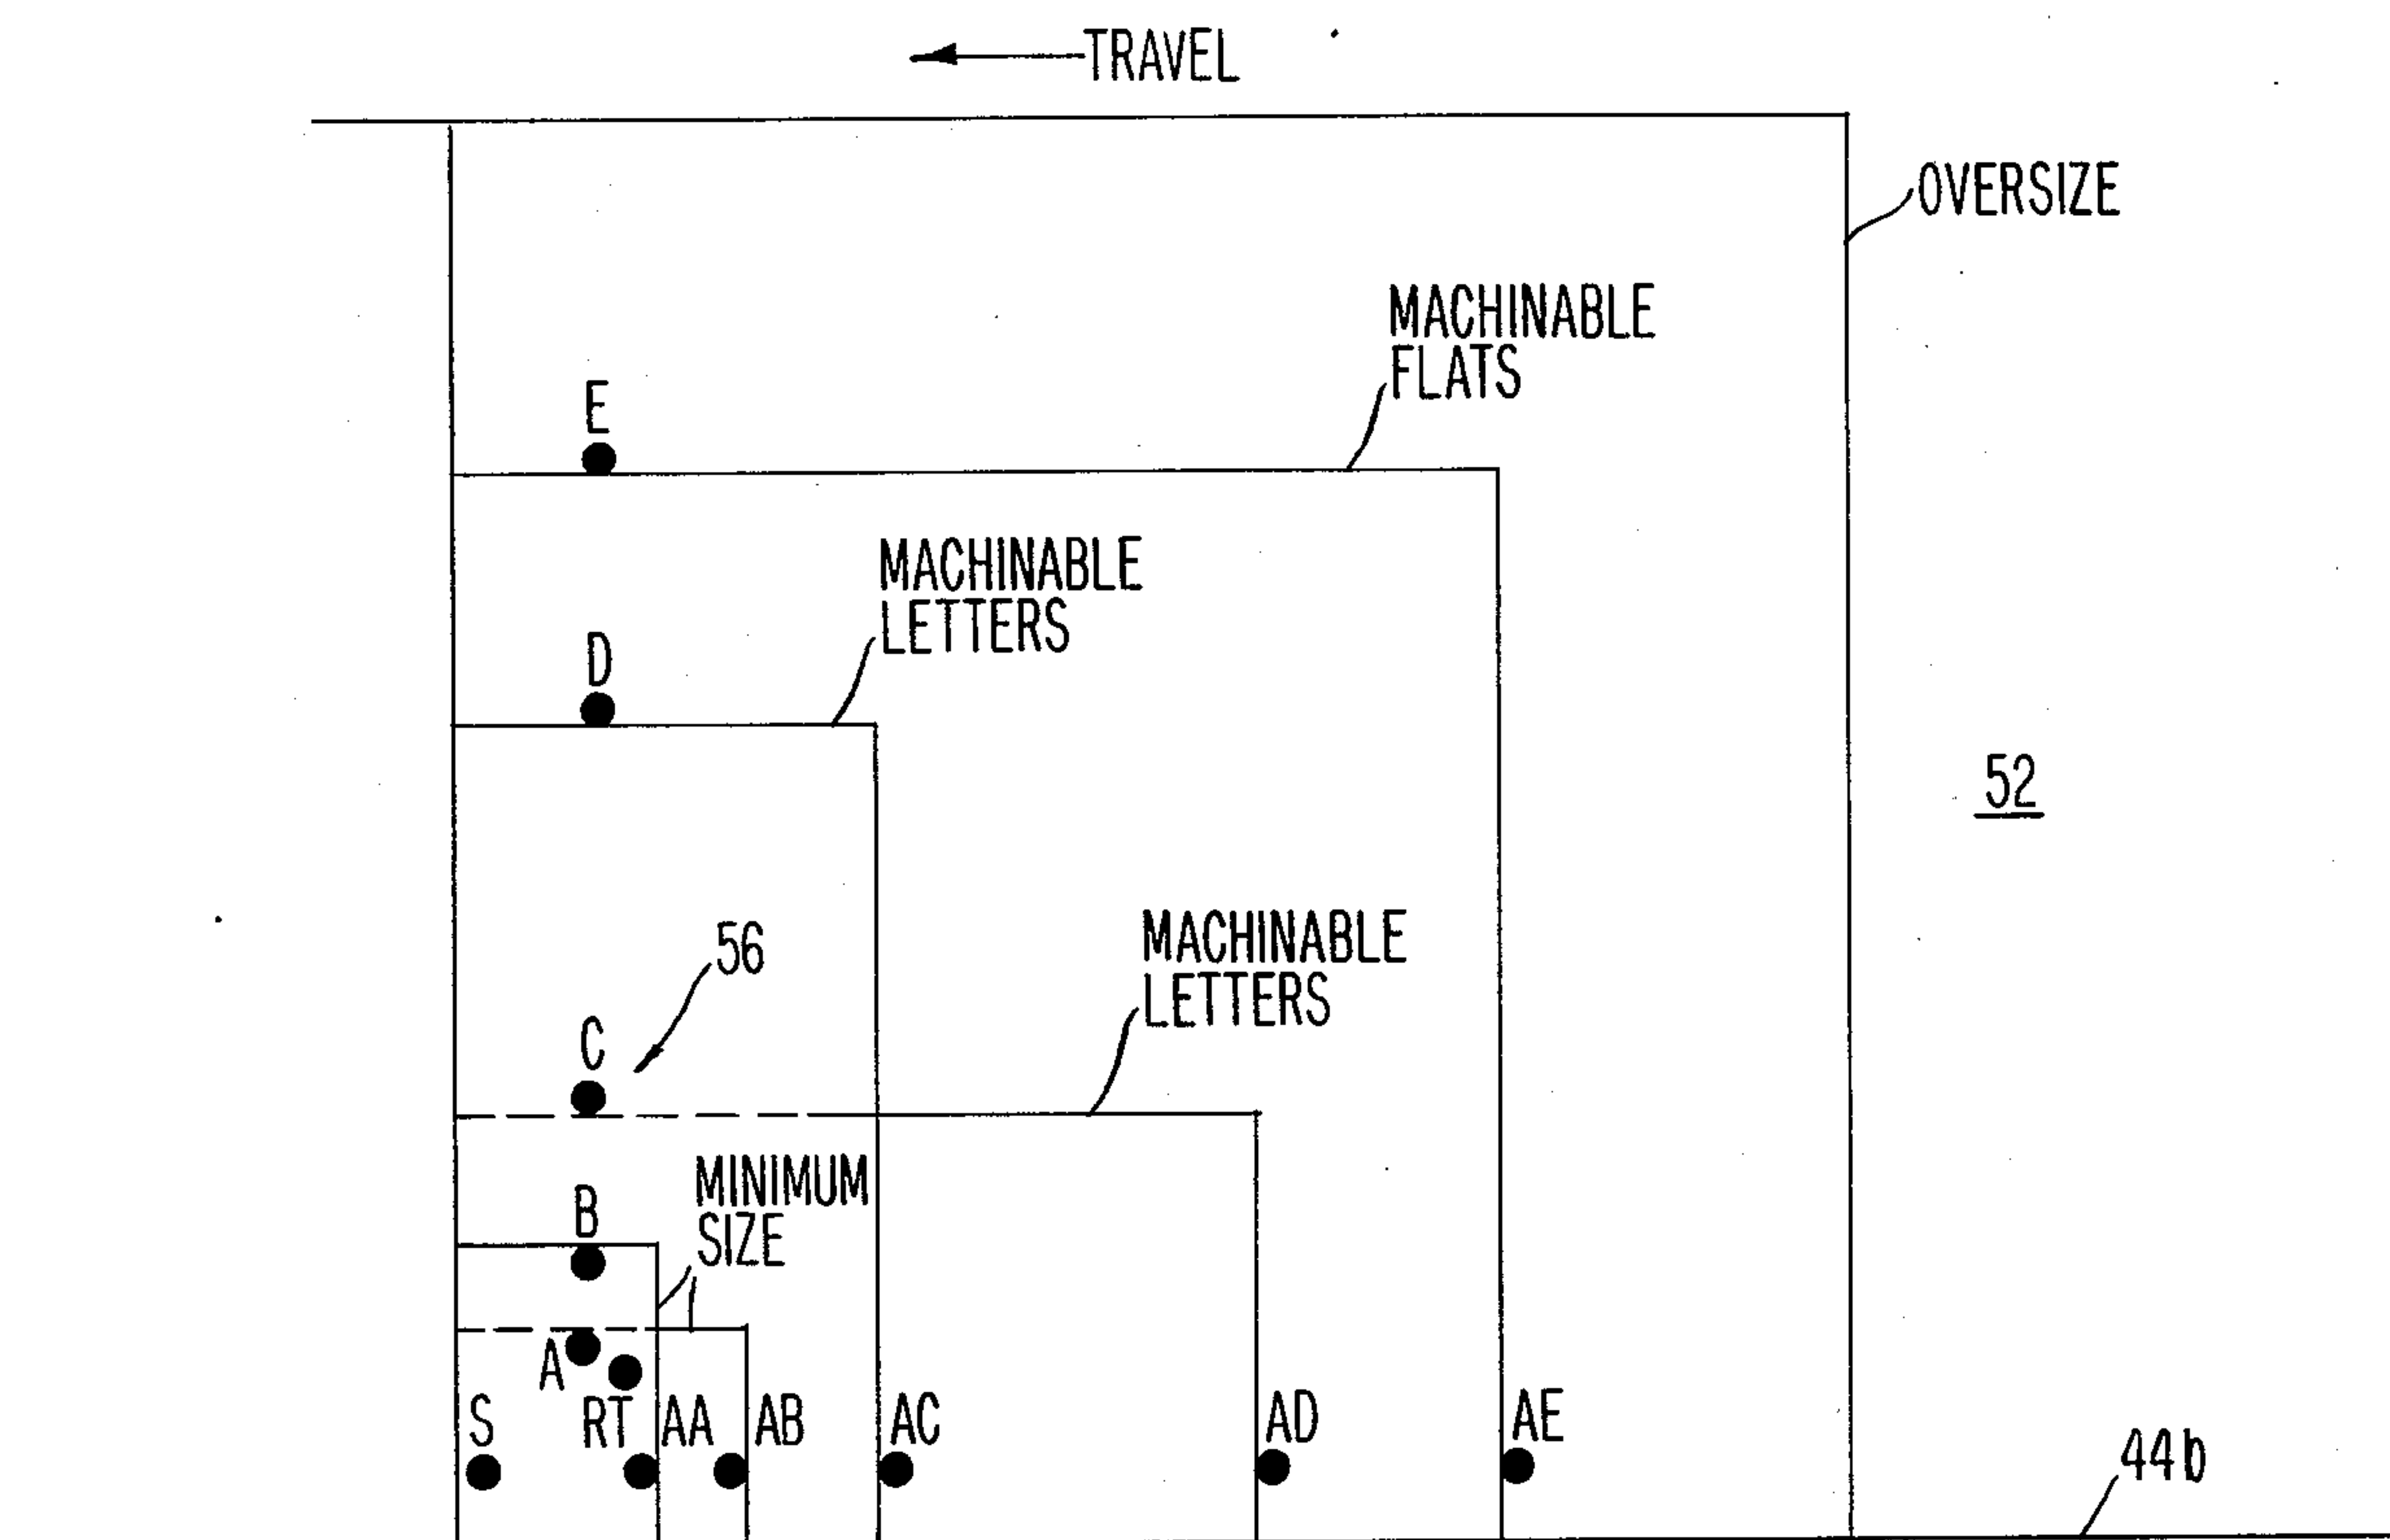 TRAVEL
OVERSIZE
MACHINABLE
FLATS
E
MACHINABLE
LETTERS
D
52
MACHINABLE
LETTERS
56
C
MINIMUM
SIZE
B
A
S RT AA AB AC AD AE
44b